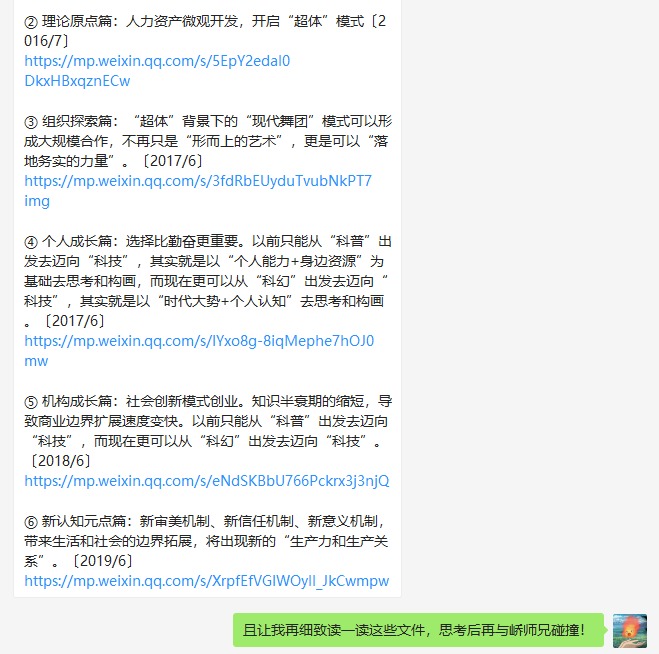 ② 理论原点篇：人力资产微观开发，开启“超体”模式〔2
016/7〕
https://mp.weixin.qq.com/s/5EpY2edal0
DkxHBxqznECw
③ 组织探索篇：“超体”背景下的“现代舞团”模式可以形
成大规模合作，不再只是“形而上的艺术”，更是可以“落
地务实的力量”。〔2017/6〕
https://mp.weixin.qq.com/s/3fdRbEUyduTvubNkPT7
img
④ 个人成长篇：选择比勤奋更重要。以前只能从“科普”出
发去迈向“科技”，其实就是以“个人能力+身边资源”为
基础去思考和构画，而现在更可以从“科幻”出发去迈向“
科技”，其实就是以“时代大势+个人认知”去思考和构画
。〔2017/6〕
https://mp.weixin.qq.com/s/lYxo8g-8iqMephe7hOJ0
mw
⑤ 机构成长篇：社会创新模式创业。知识半衰期的缩短，导
致商业边界扩展速度变快。以前只能从“科普”出发去迈向
“科技”，而现在更可以从“科幻”出发去迈向“科技”。
〔2018/6〕
https://mp.weixin.qq.com/s/eNdSKBbU766Pckrx3j3njQ
⑥ 新认知元点篇：新审美机制、新信任机制、新意义机制，
带来生活和社会的边界拓展，将出现新的“生产力和生产关
系”。〔2019/6〕
https://mp.weixin.qq.com/s/XrpfEfVGIWOyll_JkCwmpw
且让我再细致读一读这些文件，思考后再与峤师兄碰撞！